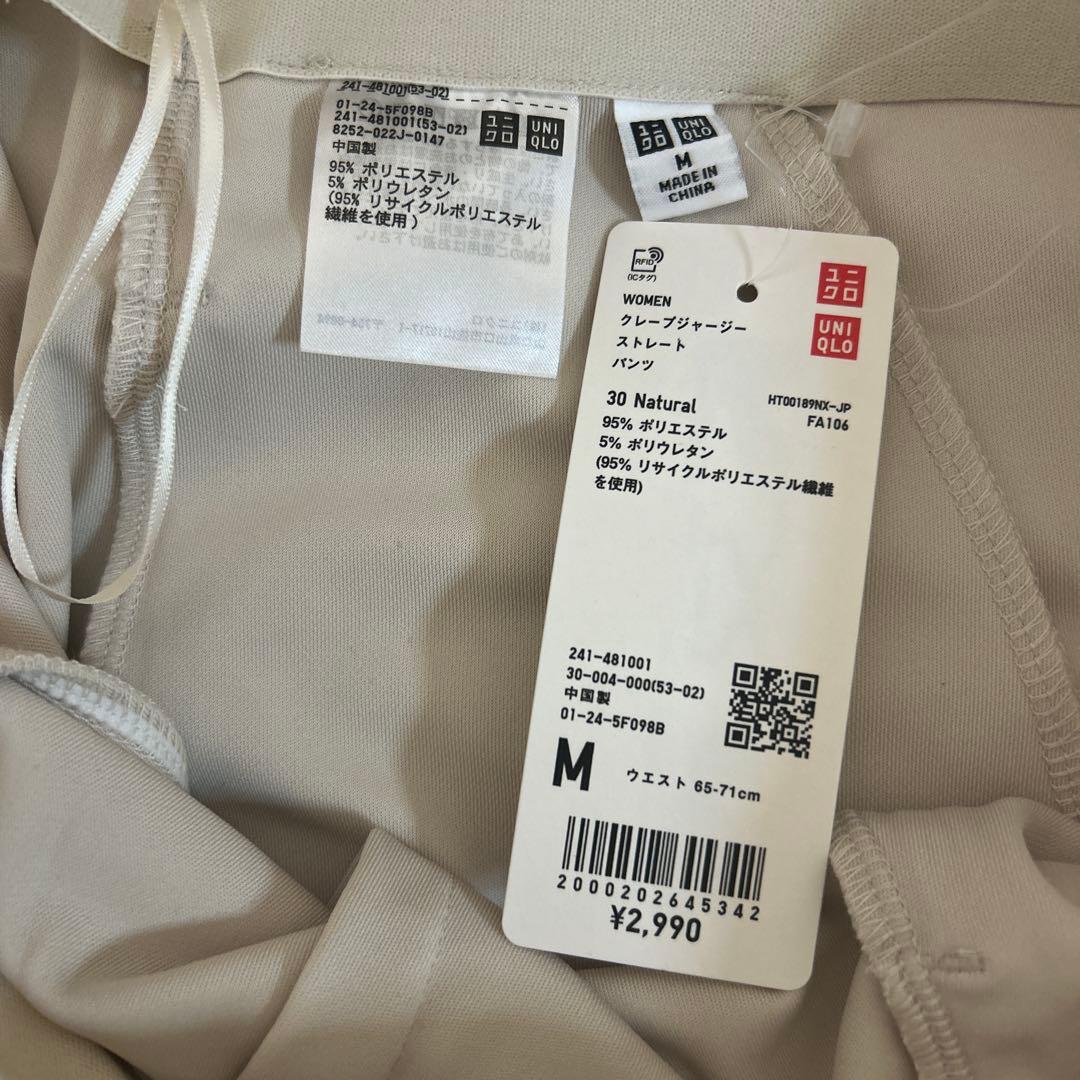 241-481001(53-02)
01-24-5F098B
241-481001(53-02)
8252-022J-0147
中国製
95% ポリエステル
5% ポリウレタン
(95% リサイクルポリエステル
繊維を使用)
ユニ
クロ
UNI
QLO
ユニ
クロ
UNI
QLO
M
MADE IN
CHINA
RFID
(ICタグ)
ユニ
クロ
UNI
QLO
WOMEN
クレープジャージー
ストレート
パンツ
30 Natural
HT00189NX-JP
FA106
95% ポリエステル
5% ポリウレタン
(95% リサイクルポリエステル繊維
を使用)
241-481001
30-004-000(53-02)
中国製
01-24-5F098B
M
ウエスト 65-71cm
2000202645342
¥2,990